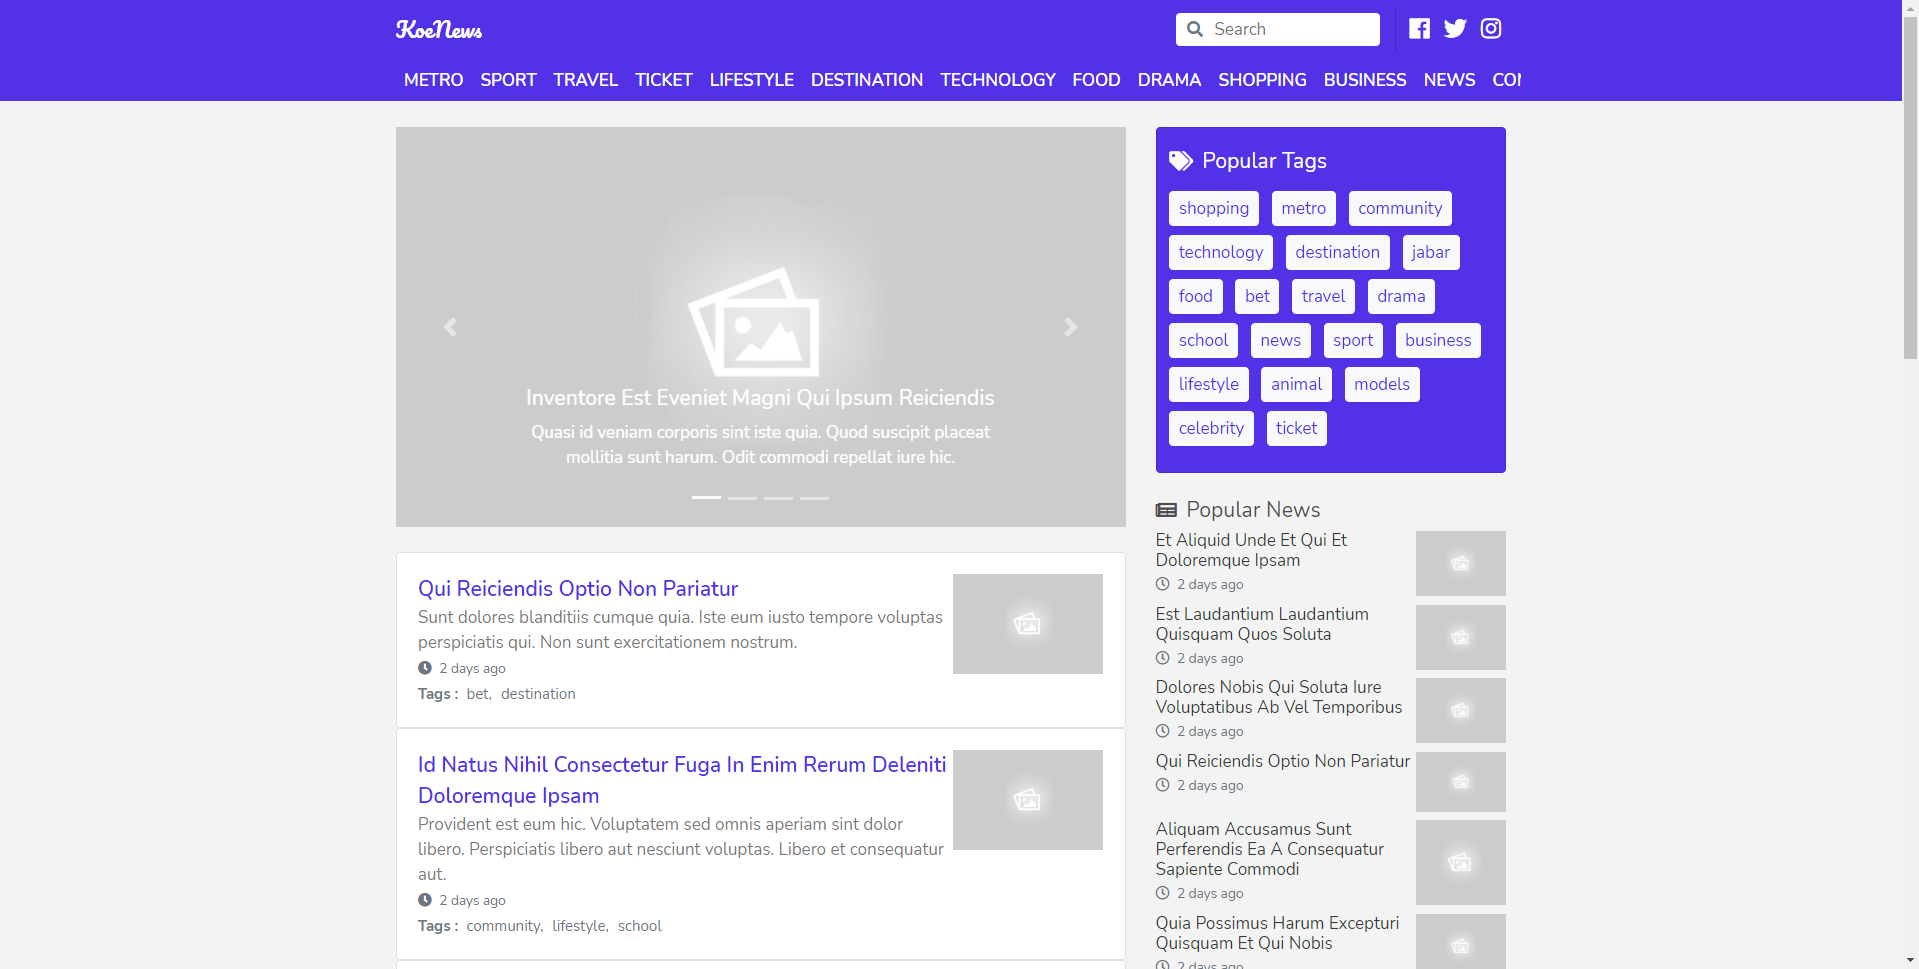 KoeNews
Search
METRO SPORT TRAVEL TICKET LIFESTYLE DESTINATION TECHNOLOGY FOOD DRAMA SHOPPING BUSINESS NEWS
Inventore Est Eveniet Magni Qui Ipsum Reiciendis
Quasi id veniam corporis sint iste quia. Quod suscipit placeat
mollitia sunt harum. Odit commodi repellat iure hic.
Qui Reiciendis Optio Non Pariatur
Sunt dolores blanditiis cumque quia. Iste eum iusto tempore voluptas
perspiciatis qui. Non sunt exercitationem nostrum.
2 days ago
Tags : bet, destination
Id Natus Nihil Consectetur Fuga In Enim Rerum Deleniti
Doloremque Ipsam
Provident est eum hic. Voluptatem sed omnis aperiam sint dolor
libero. Perspiciatis libero aut nesciunt voluptas. Libero et consequatur
aut.
2 days ago
Tags : community, lifestyle, school
Popular Tags
shopping metro community
technology destination jabar
food bet travel drama
school news sport business
lifestyle animal models
celebrity ticket
Popular News
Et Aliquid Unde Et Qui Et
Doloremque Ipsam
2 days ago
Est Laudantium Laudantium
Quisquam Quos Soluta
2 days ago
Dolores Nobis Qui Soluta Iure
Voluptatibus Ab Vel Temporibus
2 days ago
Qui Reiciendis Optio Non Pariatur
2 days ago
Aliquam Accusamus Sunt
Perferendis Ea A Consequatur
Sapiente Commodi
2 days ago
Quia Possimus Harum Excepturi
Quisquam Et Qui Nobis
2 days ago